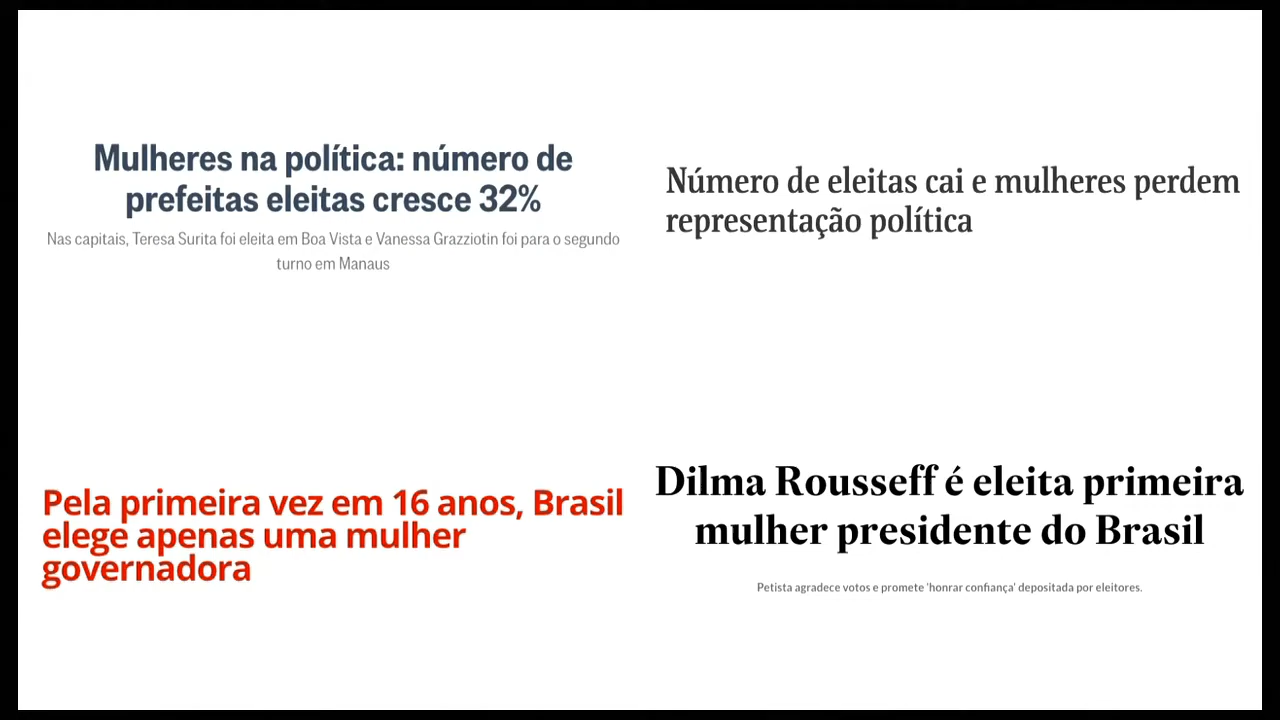 Mulheres na política: número de
prefeitas eleitas cresce 32%
Nas capitais, Teresa Surita foi eleita em Boa Vista e Vanessa Grazziotin foi para o segundo
turno em Manaus
Número de eleitas cai e mulheres perdem
representação política
Pela primeira vez em 16 anos, Brasil
elege apenas uma mulher
governadora
Dilma Rousseff é eleita primeira
mulher presidente do Brasil
Petista agradece votos e promete 'honrar confiança' depositada por eleitores.